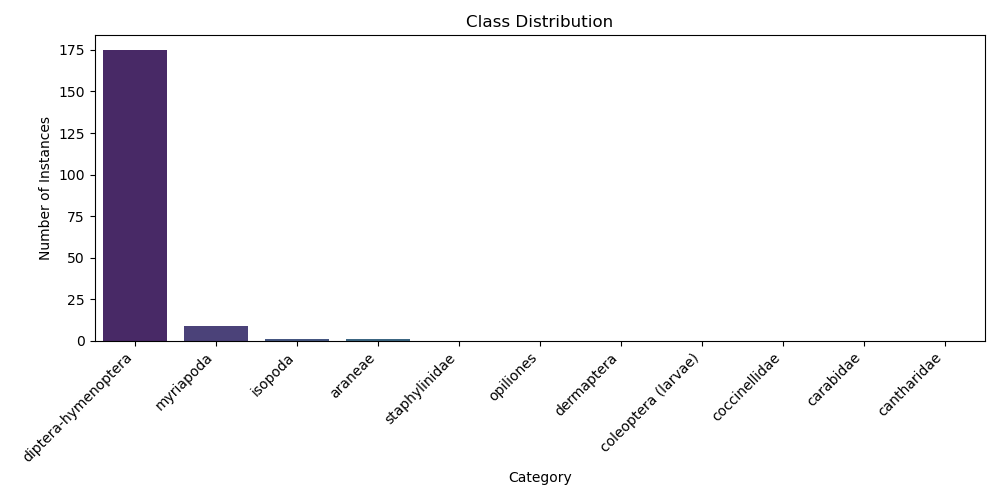 Class Distribution
Number of Instances
175
150
125
100
75
50
25
0
diptera-hymenoptera
myriapoda
isopoda
araneae
staphylinidae
opiliones
dermaptera
coleoptera (larvae)
coccinellidae
carabidae
cantharidae
Category